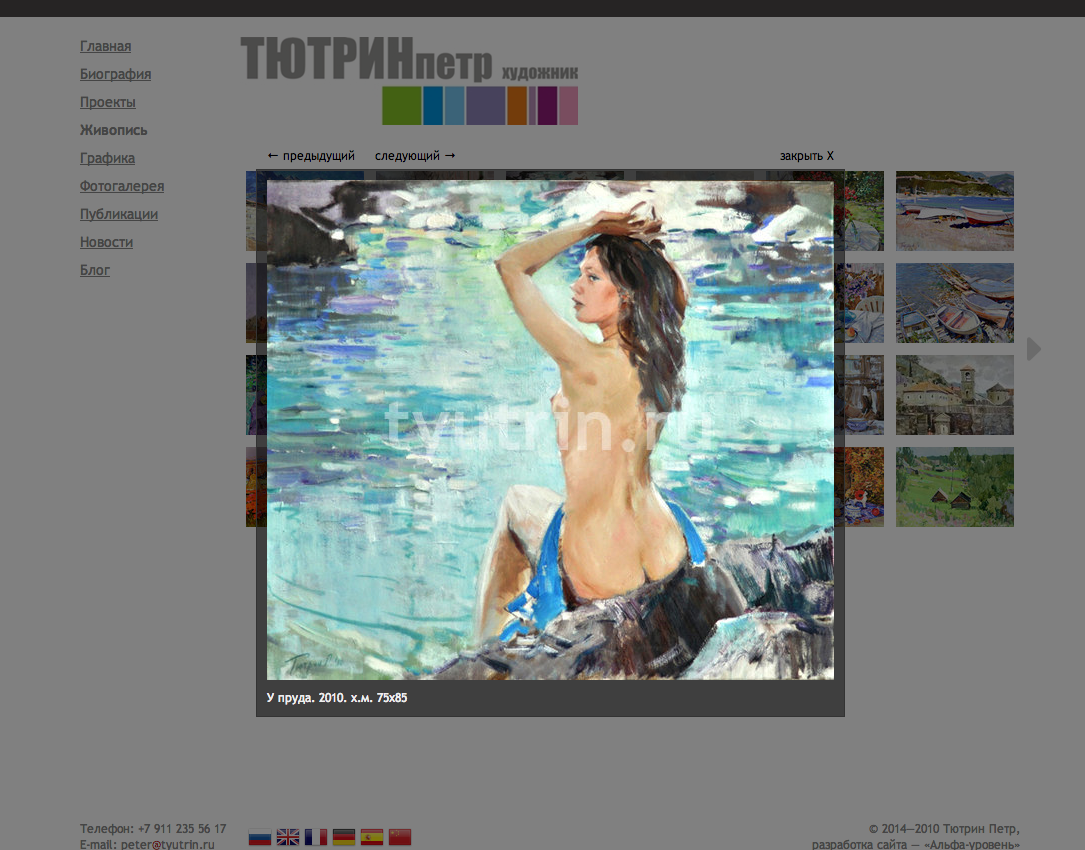 Главная
Биография
Проекты
Живопись
Графика
Фотогалерея
Публикации
Новости
Блог
ТЮТРИНпетр художник
← предыдущий следующий → закрыть X
tyutrin.ru
У пруда. 2010. х.м. 75x85
Телефон: +7 911 235 56 17
E-mail: peter@tyutrin.ru
© 2014—2010 Тютрин Петр,
разработка сайта — «Альфа-уровень»